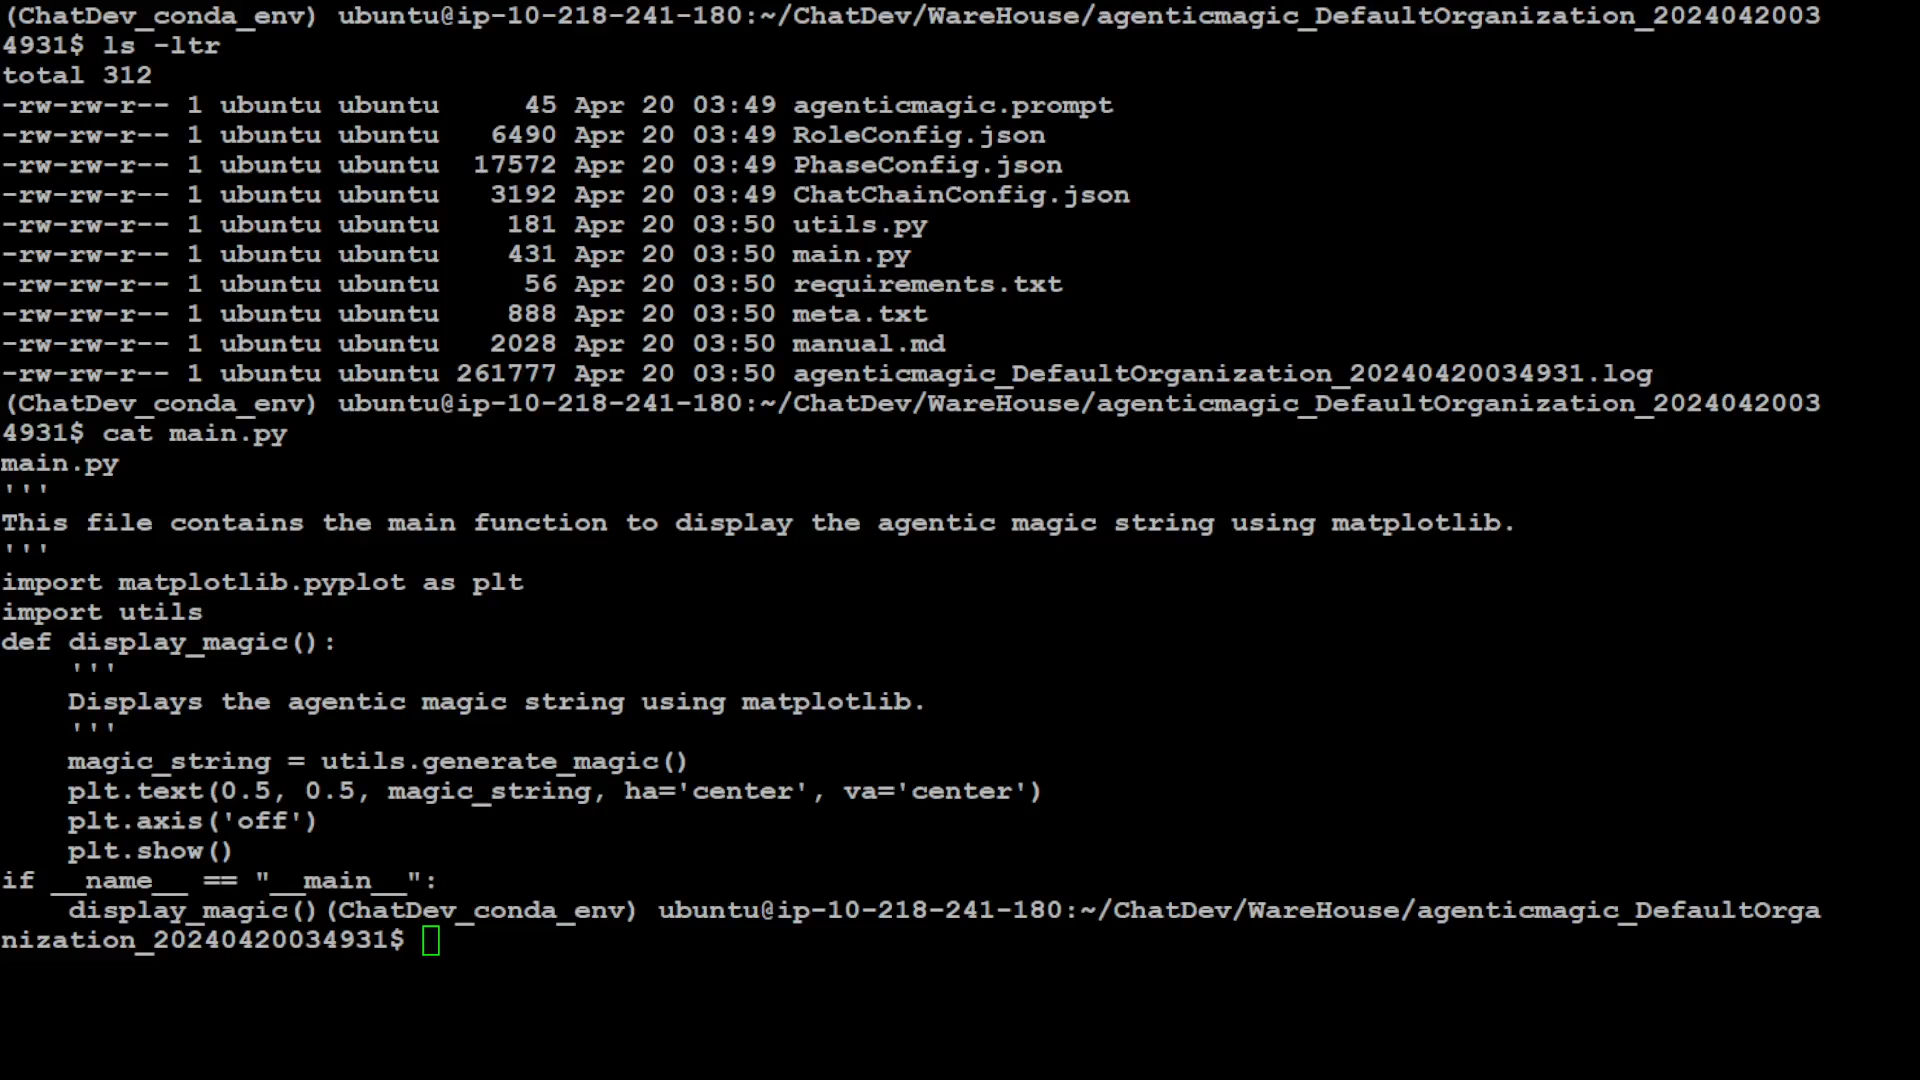 (ChatDev_conda_env) ubuntu@ip-10-218-241-180:~/ChatDev/WareHouse/agenticmagic_DefaultOrganization_2024042003
4931$ ls -ltr
total 312
-rw-rw-r-- 1 ubuntu ubuntu     45 Apr 20 03:49 agenticmagic.prompt
-rw-rw-r-- 1 ubuntu ubuntu   6490 Apr 20 03:49 RoleConfig.json
-rw-rw-r-- 1 ubuntu ubuntu  17572 Apr 20 03:49 PhaseConfig.json
-rw-rw-r-- 1 ubuntu ubuntu   3192 Apr 20 03:49 ChatChainConfig.json
-rw-rw-r-- 1 ubuntu ubuntu    181 Apr 20 03:50 utils.py
-rw-rw-r-- 1 ubuntu ubuntu    431 Apr 20 03:50 main.py
-rw-rw-r-- 1 ubuntu ubuntu     56 Apr 20 03:50 requirements.txt
-rw-rw-r-- 1 ubuntu ubuntu    888 Apr 20 03:50 meta.txt
-rw-rw-r-- 1 ubuntu ubuntu   2028 Apr 20 03:50 manual.md
-rw-rw-r-- 1 ubuntu ubuntu 261777 Apr 20 03:50 agenticmagic_DefaultOrganization_20240420034931.log
(ChatDev_conda_env) ubuntu@ip-10-218-241-180:~/ChatDev/WareHouse/agenticmagic_DefaultOrganization_2024042003
4931$ cat main.py
main.py
'''
This file contains the main function to display the agentic magic string using matplotlib.
'''
import matplotlib.pyplot as plt
import utils
def display_magic():
    '''
    Displays the agentic magic string using matplotlib.
    '''
    magic_string = utils.generate_magic()
    plt.text(0.5, 0.5, magic_string, ha='center', va='center')
    plt.axis('off')
    plt.show()
if __name__ == "__main__":
    display_magic()(ChatDev_conda_env) ubuntu@ip-10-218-241-180:~/ChatDev/WareHouse/agenticmagic_DefaultOrga
nization_20240420034931$